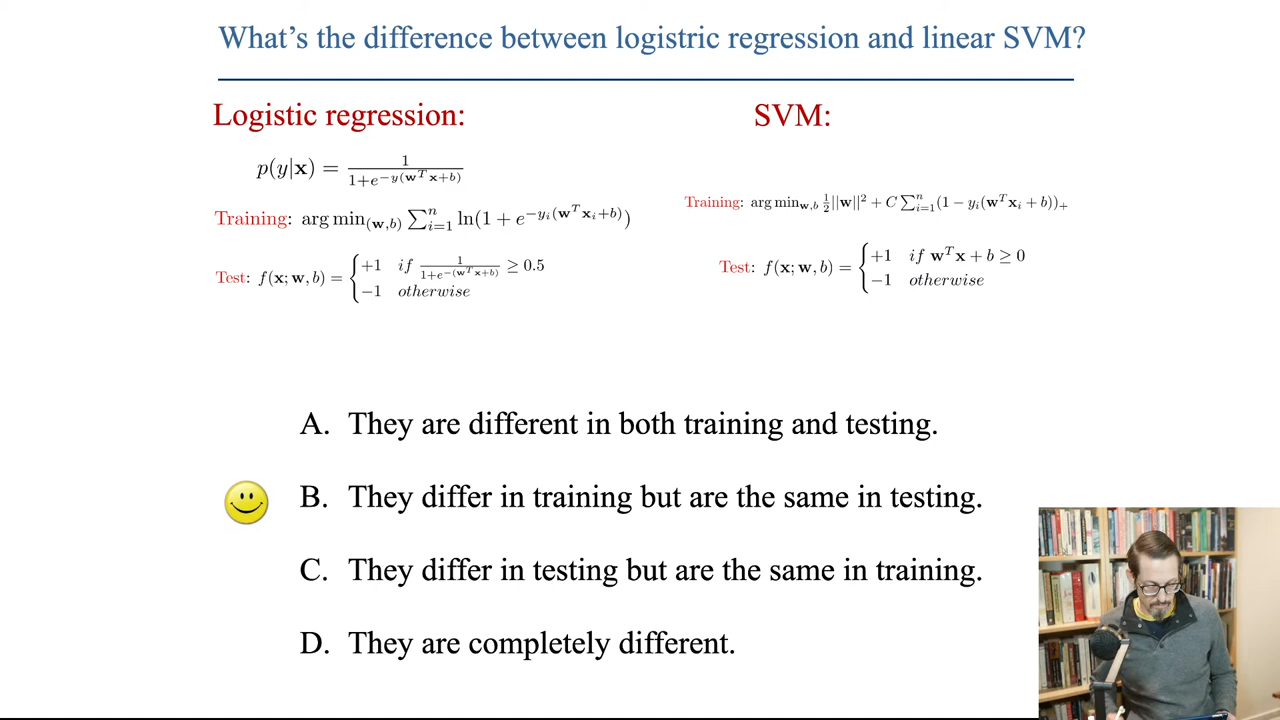 What's the difference between logistric regression and linear SVM?
Logistic regression:
p(y|x) = 1/(1+e^{−y(w^T x+b)})
Training: arg min_{(w,b)} ∑_{i=1}^{n} ln(1 + e^{−y_i(w^T x_i+b)})
Test: f(x; w, b) = { +1 if 1/(1+e^{−(w^T x+b)}) ≥ 0.5
−1 otherwise
SVM:
Training: arg min_{w,b} 1/2||w||^2 + C ∑_{i=1}^{n} (1 − y_i(w^T x_i + b))_+
Test: f(x; w, b) = { +1 if w^T x + b ≥ 0
−1 otherwise
A. They are different in both training and testing.
B. They differ in training but are the same in testing.
C. They differ in testing but are the same in training.
D. They are completely different.